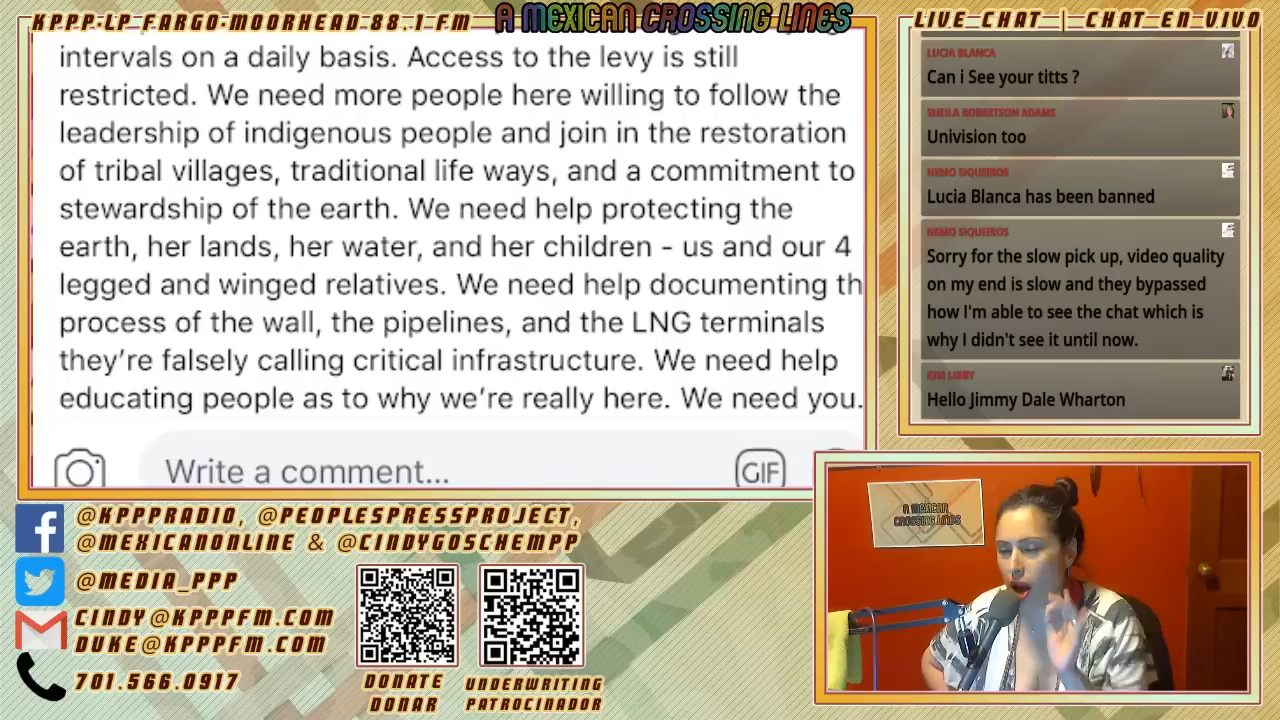 KPPP-LP FARGO-MOORHEAD 88.1 FM
A MEXICAN CROSSING LINES
LIVE CHAT | CHAT EN VIVO
intervals on a daily basis. Access to the levy is still
restricted. We need more people here willing to follow the
leadership of indigenous people and join in the restoration
of tribal villages, traditional life ways, and a commitment to
stewardship of the earth. We need help protecting the
earth, her lands, her water, and her children - us and our 4
legged and winged relatives. We need help documenting th
process of the wall, the pipelines, and the LNG terminals
they're falsely calling critical infrastructure. We need help
educating people as to why we're really here. We need you.
Write a comment...
GIF
LUCIA BLANCA
Can i See your titts ?
SHEILA ROBRETSON ADAMS
Univision too
NEMO SIQUEIROS
Lucia Blanca has been banned
NEMO SIQUEIROS
Sorry for the slow pick up, video quality
on my end is slow and they bypassed
how I'm able to see the chat which is
why I didn't see it until now.
KIM LIBBY
Hello Jimmy Dale Wharton
A MEXICAN
CROSSING LINES
@KPPPRADIO, @PEOPLESPRESSPROJECT,
@MEXICANONLINE & @CINDYGOSCHEMPP
@MEDIA_PPP
CINDY@KPPPFM.COM
DUKE@KPPPFM.COM
701.566.0917
DONATE
DONAR
UNDERWRITING
PATROCINADOR